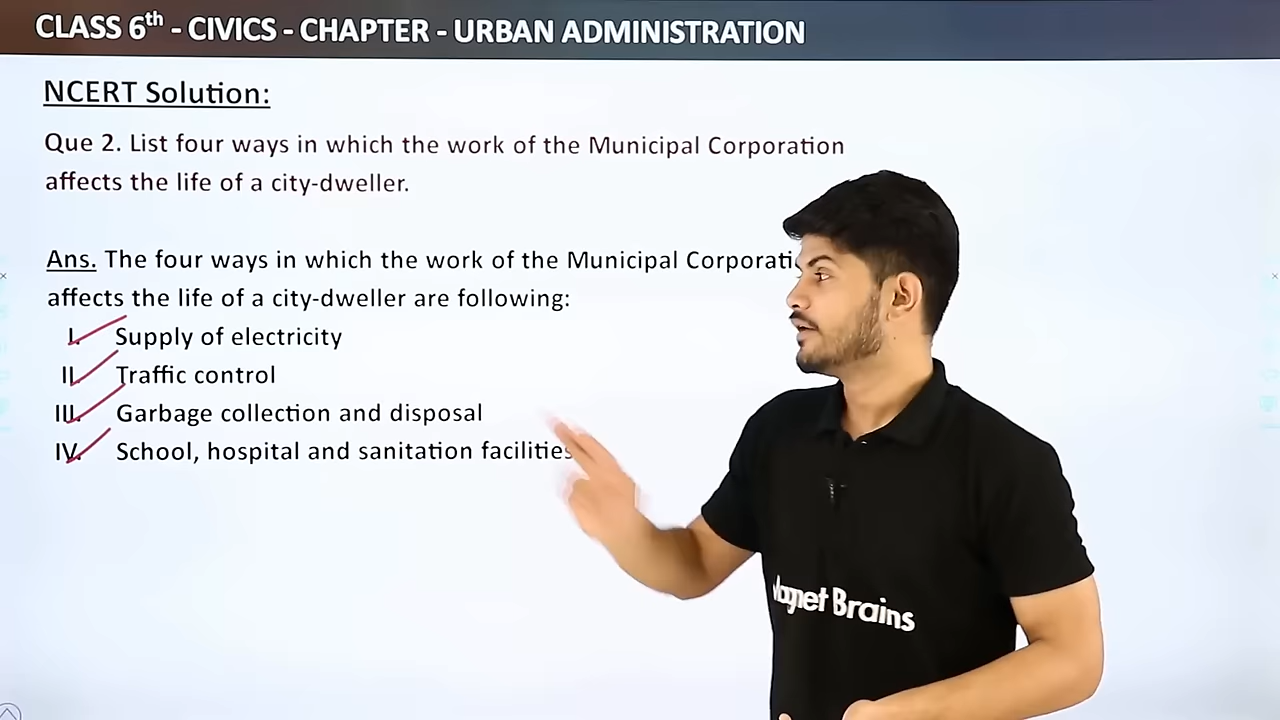 CLASS 6th - CIVICS - CHAPTER - URBAN ADMINISTRATION
NCERT Solution:
Que 2. List four ways in which the work of the Municipal Corporation
affects the life of a city-dweller.
Ans. The four ways in which the work of the Municipal Corporati
affects the life of a city-dweller are following:
I. Supply of electricity
II. Traffic control
III. Garbage collection and disposal
IV. School, hospital and sanitation facilities
Magnet Brains